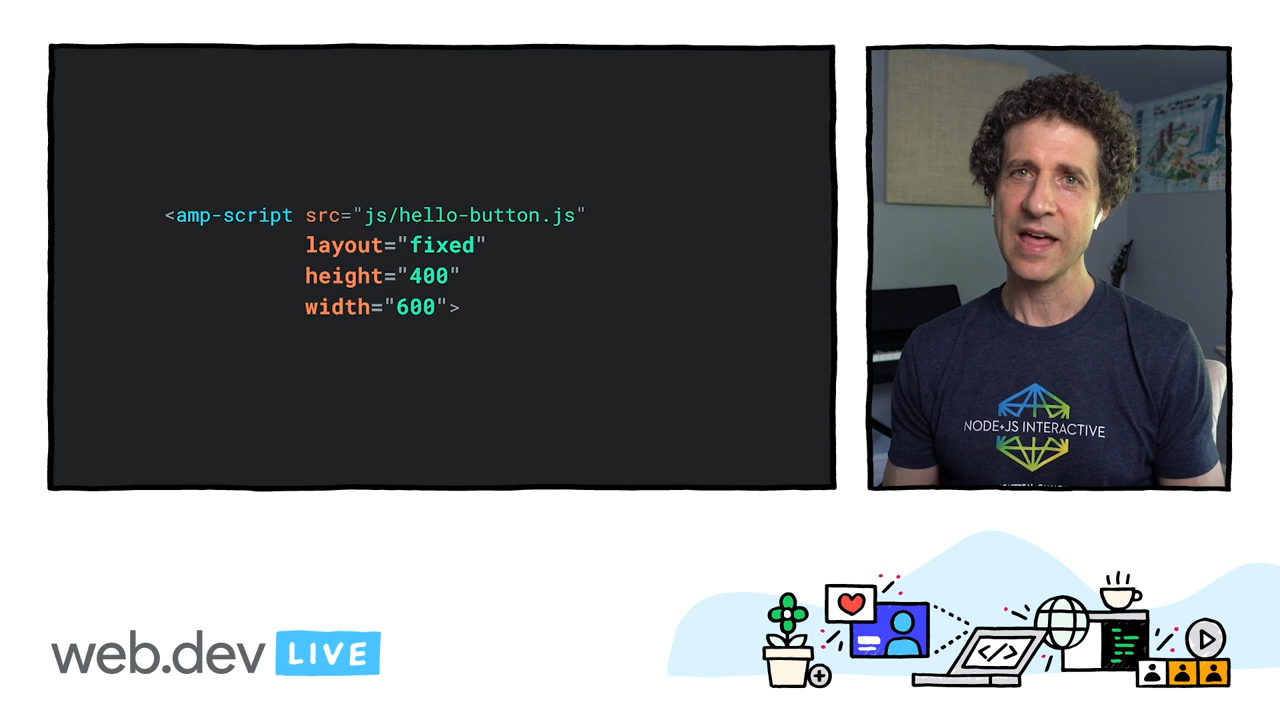 <amp-script src="js/hello-button.js"
layout="fixed"
height="400"
width="600">
NODE+JS INTERACTIVE
web.dev LIVE
</>